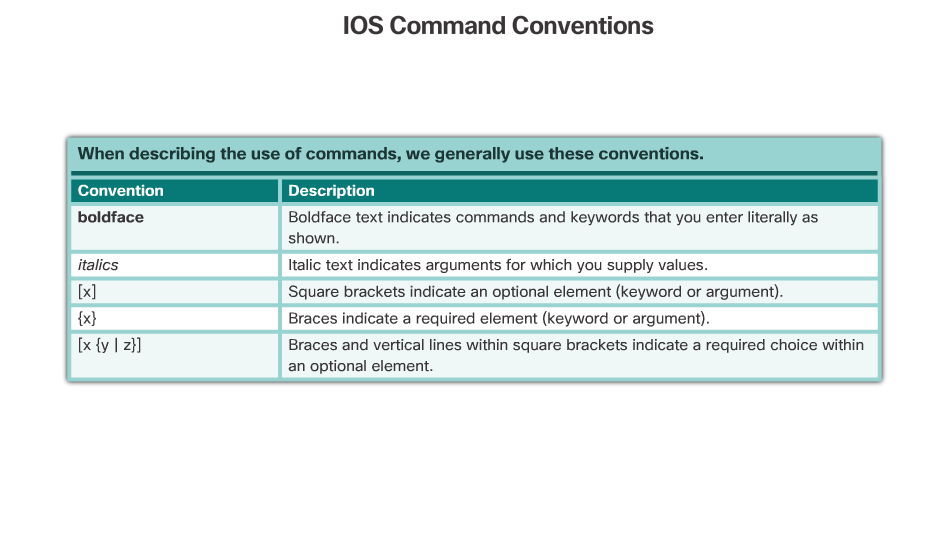 IOS Command Conventions
When describing the use of commands, we generally use these conventions.
Convention Description
boldface Boldface text indicates commands and keywords that you enter literally as
shown.
italics Italic text indicates arguments for which you supply values.
[x] Square brackets indicate an optional element (keyword or argument).
{x} Braces indicate a required element (keyword or argument).
[x {y | z}] Braces and vertical lines within square brackets indicate a required choice within
an optional element.